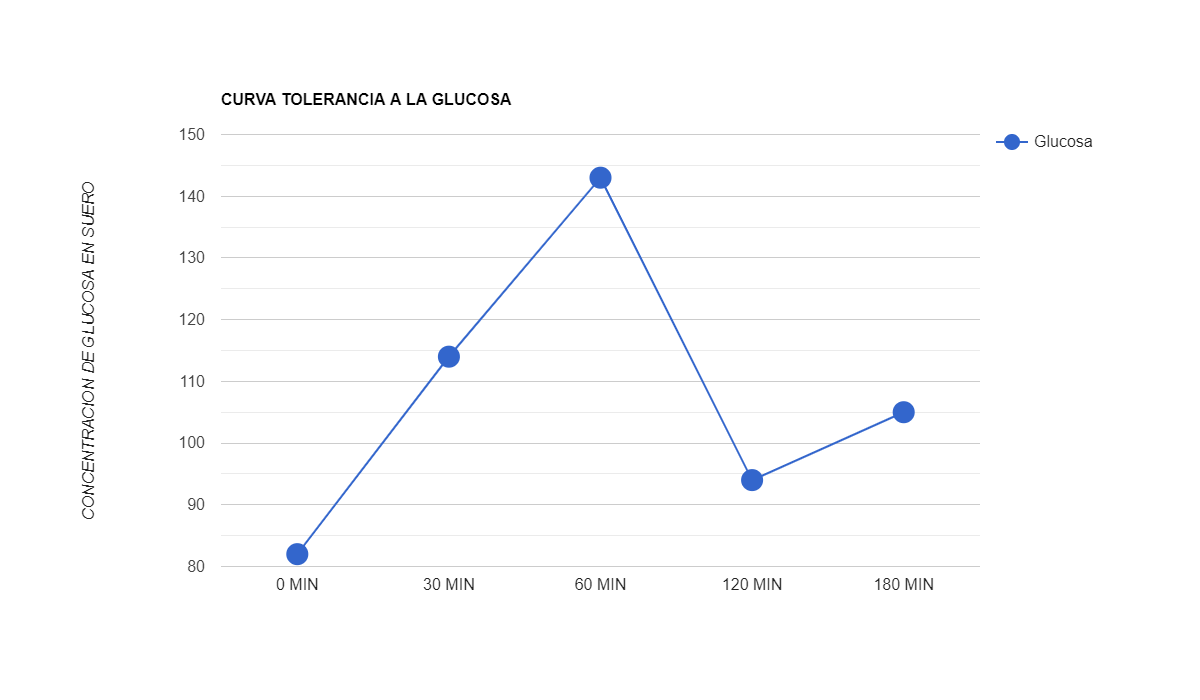 CURVA TOLERANCIA A LA GLUCOSA
Glucosa
CONCENTRACION DE GLUCOSA EN SUERO
150
140
130
120
110
100
90
80
0 MIN
30 MIN
60 MIN
120 MIN
180 MIN